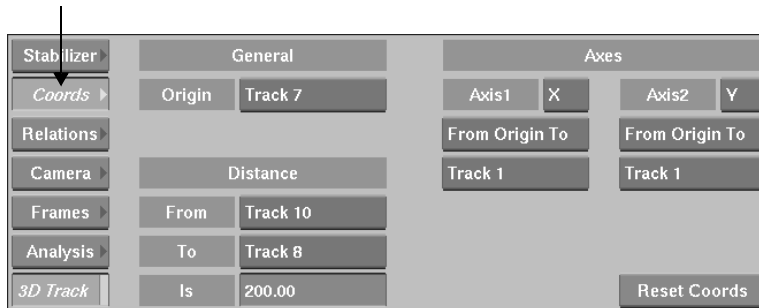 Stabilizer
Coords
Relations
Camera
Frames
Analysis
3D Track
General
Origin Track 7
Distance
From Track 10
To Track 8
Is 200.00
Axes
Axis1 X Axis2 Y
From Origin To From Origin To
Track 1 Track 1
Reset Coords